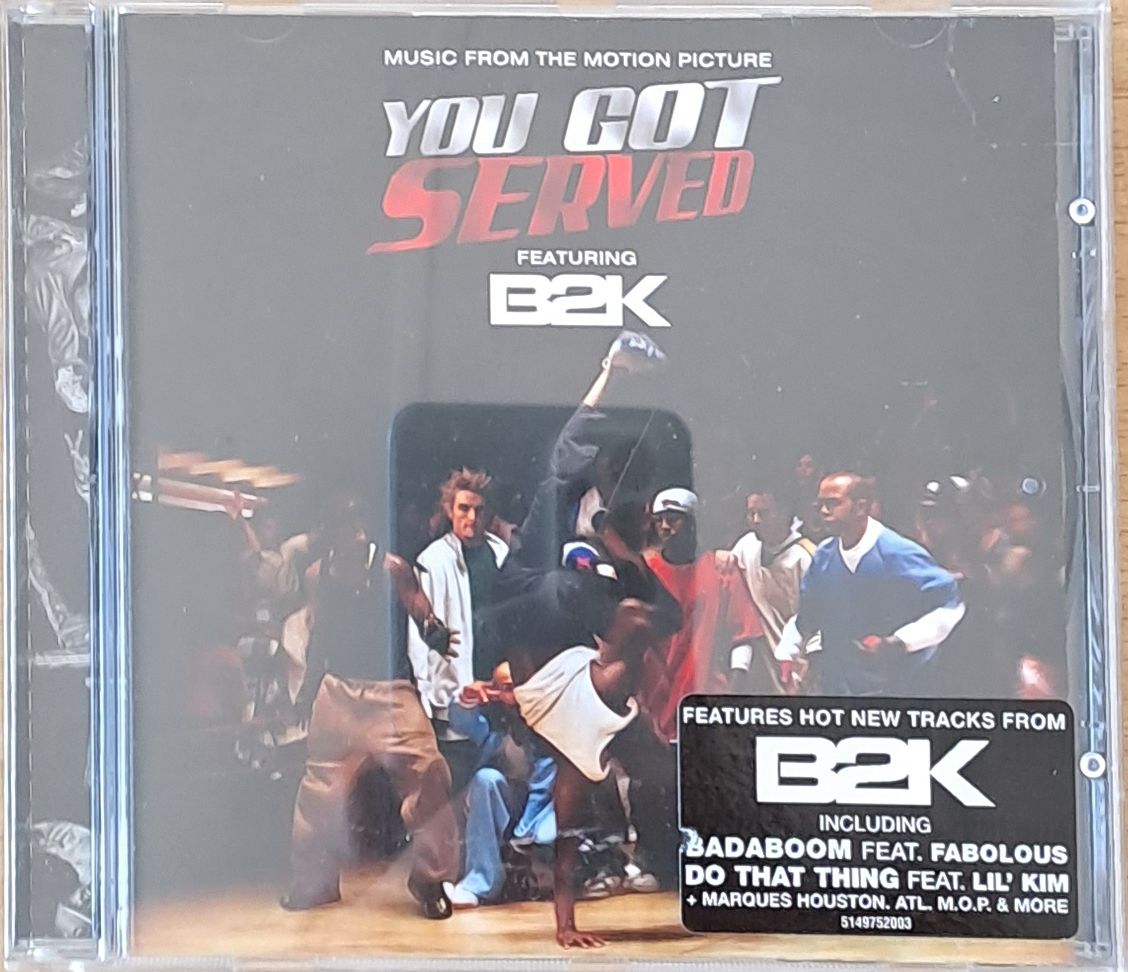 MUSIC FROM THE MOTION PICTURE
YOU GOT
SERVED
FEATURING
B2K
FEATURES HOT NEW TRACKS FROM
B2K
INCLUDING
BADABOOM FEAT. FABOLOUS
DO THAT THING FEAT. LIL' KIM
+ MARQUES HOUSTON. ATL. M.O.P. & MORE
5149752003